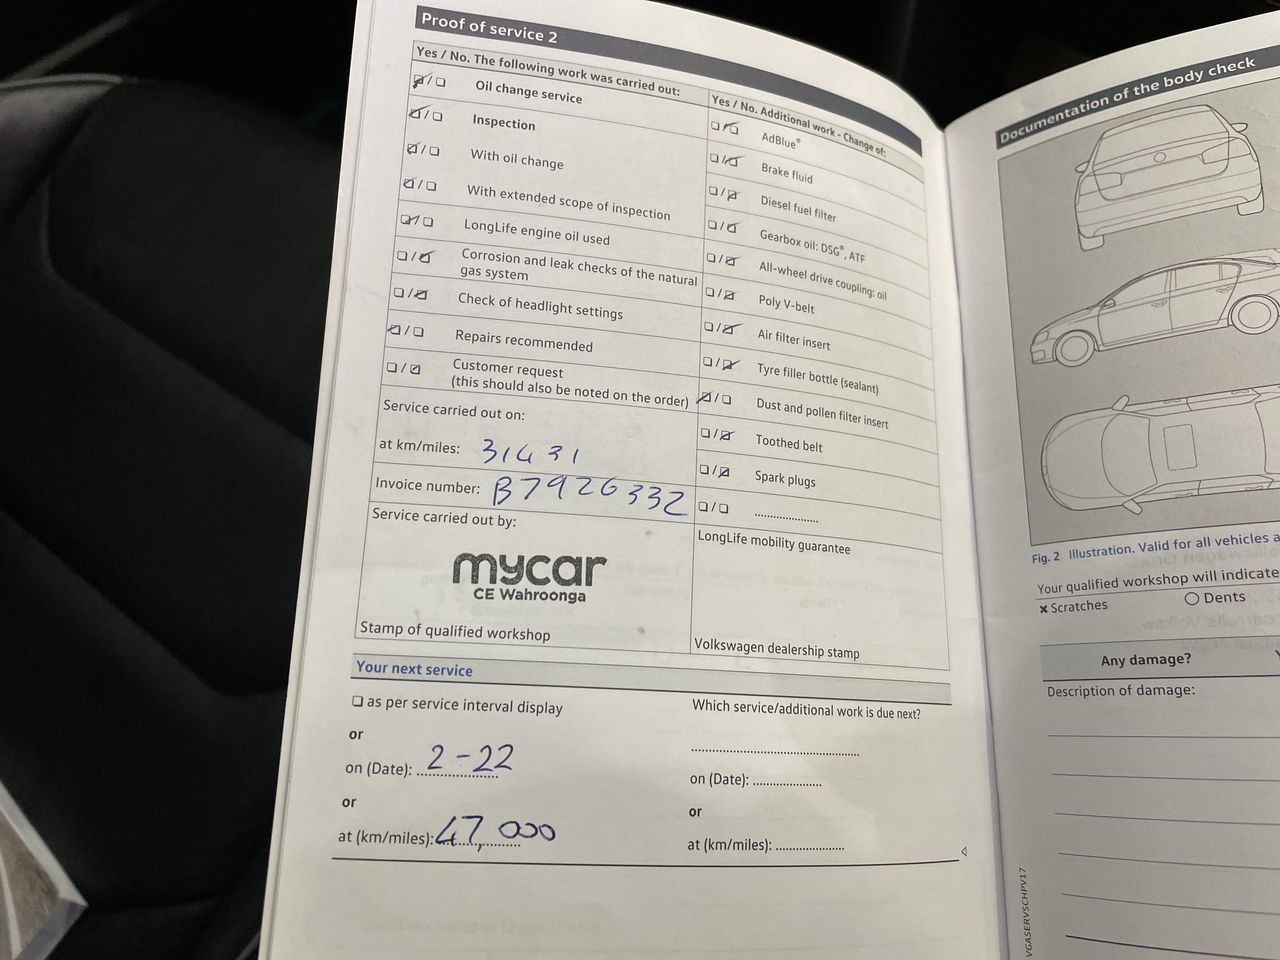 Proof of service 2
Yes / No. The following work was carried out:
Oil change service
Inspection
With oil change
With extended scope of inspection
LongLife engine oil used
Corrosion and leak checks of the natural
gas system
Check of headlight settings
Repairs recommended
Customer request
(this should also be noted on the order)
Service carried out on:
at km/miles: 31431
Invoice number: B7926332
Service carried out by:
mycar
CE Wahroonga
Stamp of qualified workshop
Yes / No. Additional work - Change of:
AdBlue®
Brake fluid
Diesel fuel filter
Gearbox oil: DSG®, ATF
All-wheel drive coupling: oil
Poly V-belt
Air filter insert
Tyre filler bottle (sealant)
Dust and pollen filter insert
Toothed belt
Spark plugs
....................
LongLife mobility guarantee
Volkswagen dealership stamp
Your next service
as per service interval display
or
on (Date): 2-22
or
at (km/miles): 47,000
Which service/additional work is due next?
on (Date): ....................
or
at (km/miles): ....................
Documentation of the body check
Fig. 2 Illustration. Valid for all vehicles
Your qualified workshop will indicate
× Scratches
○ Dents
Any damage?
Description of damage:
VGASERVSCHPV17